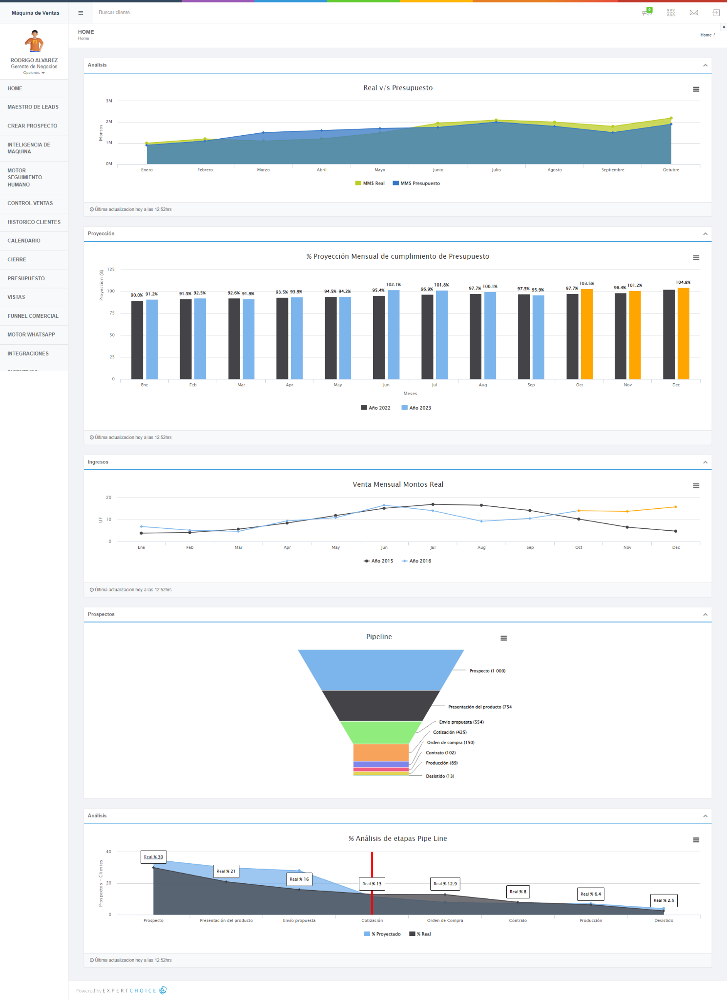 Máquina de Ventas
Buscar cliente...
0
HOME
Home
Home /
FI
RODRIGO ALVAREZ
Gerente de Negocios
Opciones
HOME
MAESTRO DE LEADS
CREAR PROSPECTO
INTELIGENCIA DE
MAQUINA
MOTOR
SEGUIMIENTO
HUMANO
CONTROL VENTAS
HISTORICO CLIENTES
CALENDARIO
CIERRE
PRESUPUESTO
VISTAS
FUNNEL COMERCIAL
MOTOR WHATSAPP
INTEGRACIONES
Análisis
Real v/s Presupuesto
3M
2M
1M
0M
Montos
Enero Febrero Marzo Abril Mayo Junio Julio Agosto Septiembre Octubre
MM$ Real MM$ Presupuesto
Última actualizacion hoy a las 12:52hrs
Proyección
% Proyección Mensual de cumplimiento de Presupuesto
125
100
75
50
25
0
Proyeccion (%)
90.0% 91.2% 91.5% 92.5% 92.6% 91.9% 93.5% 93.9% 94.5% 94.2% 95.4% 102.1% 96.9% 101.8% 97.7% 100.1% 97.5% 95.9% 97.7% 103.5% 98.4% 101.2% 104.8%
Ene Feb Mar Apr May Jun Jul Aug Sep Oct Nov Dec
Meses
Año 2022 Año 2023
Última actualizacion hoy a las 12:52hrs
Ingresos
Venta Mensual Montos Real
20
10
0
UF
Ene Feb Mar Apr May Jun Jul Aug Sep Oct Nov Dec
Año 2015 Año 2016
Última actualizacion hoy a las 12:52hrs
Prospectos
Pipeline
Prospecto (1 000)
Presentación del producto (754
Envio propuesta (554)
Cotización (425)
Orden de compra (150)
Contrato (102)
Producción (89)
Desistido (13)
Análisis
% Análisis de etapas Pipe Line
40
20
0
Prospectos - Clientes
Real % 30
Real % 21
Real % 16
Real % 13
Real % 12.9
Real % 8
Real % 6.4
Real % 2.5
Prospecto Presentación del producto Envío propuesta Cotización Orden de Compra Contrato Producción Desistido
% Proyectado % Real
Última actualizacion hoy a las 12:52hrs
Powered by EXPERTCHOICE